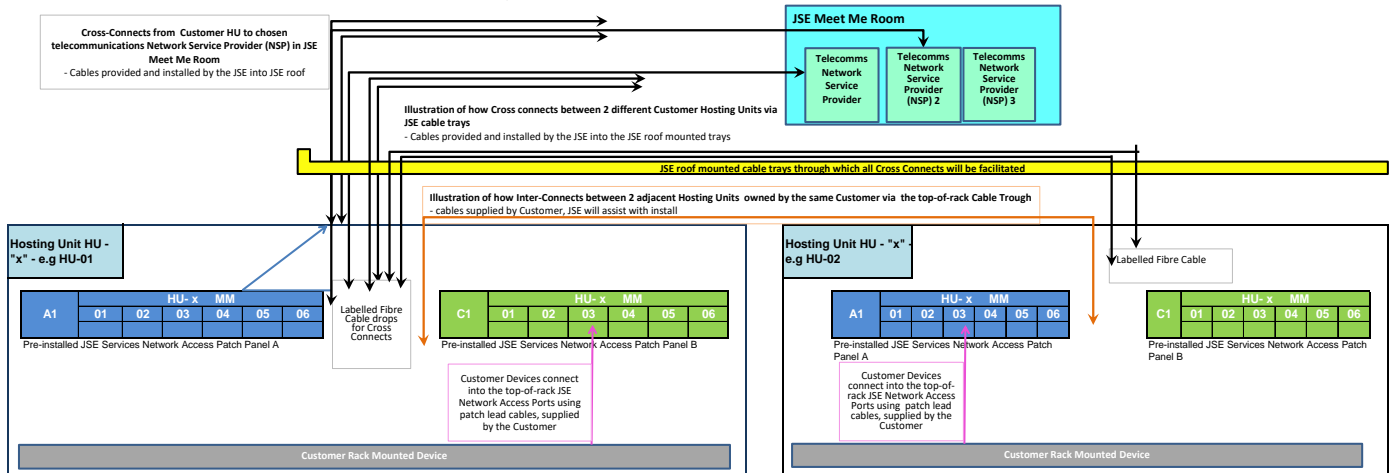 Cross-Connects from Customer HU to chosen
telecommunications Network Service Provider (NSP) in JSE
Meet Me Room
- Cables provided and installed by the JSE into JSE roof
JSE Meet Me Room
Telecomms
Network
Service
Provider
Telecomms
Network
Service
Provider
(NSP) 2
Telecomms
Network
Service
Provider
(NSP) 3
Illustration of how Cross connects between 2 different Customer Hosting Units via
JSE cable trays
- Cables provided and installed by the JSE into the JSE roof mounted trays
JSE roof mounted cable trays through which all Cross Connects will be facilitated
Illustration of how Inter-Connects between 2 adjacent Hosting Units owned by the same Customer via the top-of-rack Cable Trough
- cables supplied by Customer, JSE will assist with install
Hosting Unit HU -
"x" - e.g HU-01
A1
HU- x MM
01 02 03 04 05 06
Pre-installed JSE Services Network Access Patch Panel A
Labelled Fibre
Cable drops
for Cross
Connects
C1
HU- x MM
01 02 03 04 05 06
Pre-installed JSE Services Network Access Patch Panel B
Customer Devices connect
into the top-of-rack JSE
Network Access Ports using
patch lead cables, supplied
by the Customer
Customer Rack Mounted Device
Hosting Unit HU - "x" -
e.g HU-02
Labelled Fibre Cable
A1
HU- x MM
01 02 03 04 05 06
Pre-installed JSE Services Network Access Patch
Panel A
C1
HU- x MM
01 02 03 04 05 06
Pre-installed JSE Services Network Access Patch
Panel B
Customer Devices
connect into the top-of-
rack JSE Network Access
Ports using patch lead
cables, supplied by the
Customer
Customer Rack Mounted Device